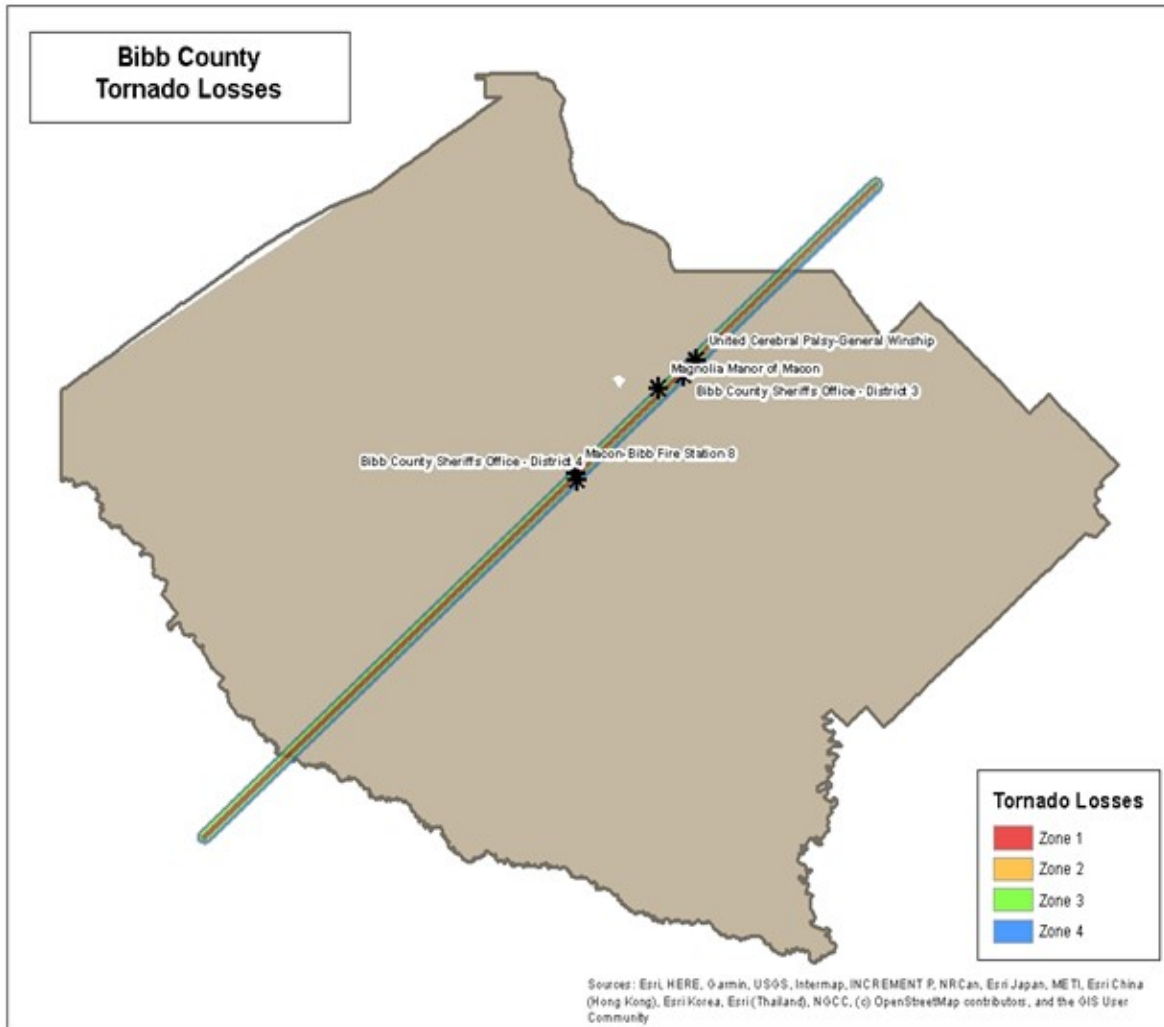 Bibb County
Tornado Losses
United Cerebral Palsy-General Winship
Magnolia Manor of Macon
Bibb County Sheriff's Office - District 3
Macon-Bibb Fire Station 8
Bibb County Sheriff's Office - District 4
Tornado Losses
Zone 1
Zone 2
Zone 3
Zone 4
Sources: Esri, HERE, Garmin, USGS, Intermap, INCREMENT P, NRCan, Esri Japan, METI, Esri China
(Hong Kong), Esri Korea, Esri (Thailand), NGCC, (c) OpenStreetMap contributors, and the GIS User
Community